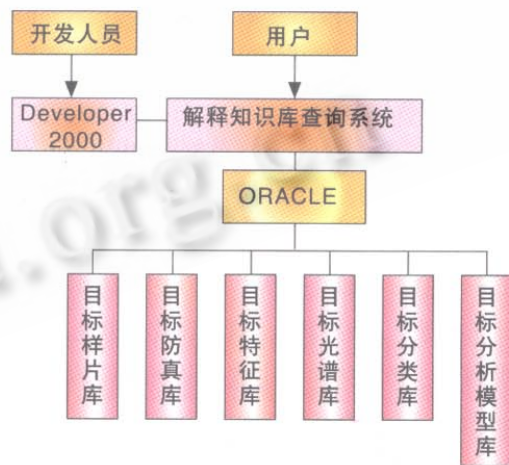 开发人员
用户
Developer
2000
解释知识库查询系统
ORACLE
目标样片库
目标防真库
目标特征库
目标光谱库
目标分类库
目标分析模型库
.org.cn